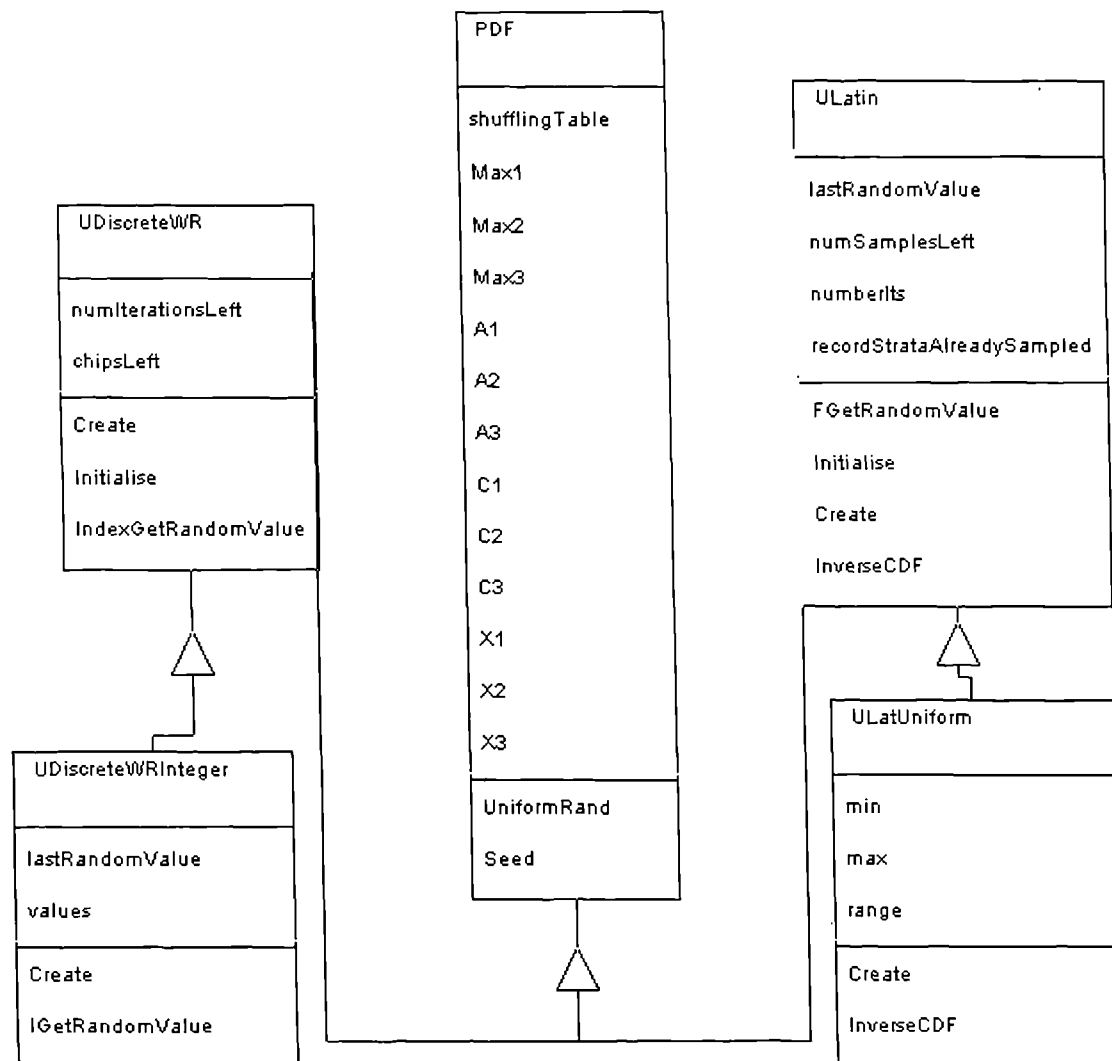 PDF
shufflingTable
Max1
Max2
Max3
A1
A2
A3
C1
C2
C3
X1
X2
X3
UniformRand
Seed
ULatin
lastRandomValue
numSamplesLeft
numberIts
recordStrataAlreadySampled
FGetRandomValue
Initialise
Create
InverseCDF
UDiscreteWR
numIterationsLeft
chipsLeft
Create
Initialise
IndexGetRandomValue
UDiscreteWRInteger
lastRandomValue
values
Create
IGetRandomValue
ULatUniform
min
max
range
Create
InverseCDF